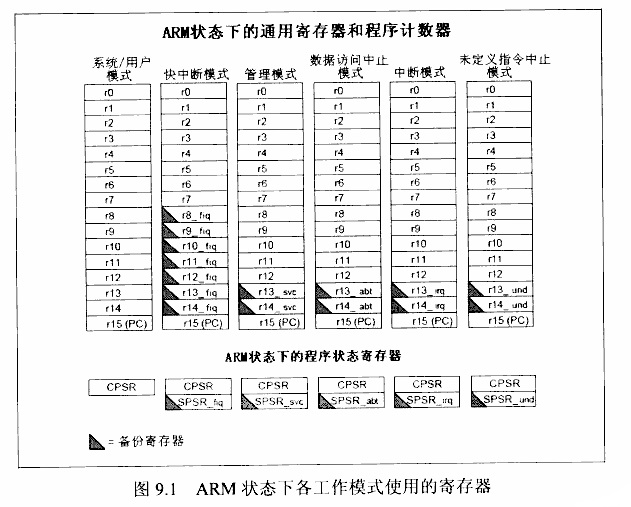 ARM状态下的通用寄存器和程序计数器
系统/用户模式 快中断模式 管理模式 数据访问中止模式 中断模式 未定义指令中止模式
r0 r0 r0 r0 r0 r0
r1 r1 r1 r1 r1 r1
r2 r2 r2 r2 r2 r2
r3 r3 r3 r3 r3 r3
r4 r4 r4 r4 r4 r4
r5 r5 r5 r5 r5 r5
r6 r6 r6 r6 r6 r6
r7 r7 r7 r7 r7 r7
r8 r8_fiq r8 r8 r8 r8
r9 r9_fiq r9 r9 r9 r9
r10 r10_fiq r10 r10 r10 r10
r11 r11_fiq r11 r11 r11 r11
r12 r12_fiq r12 r12 r12 r12
r13 r13_fiq r13_svc r13_abt r13_irq r13_und
r14 r14_fiq r14_svc r14_abt r14_irq r14_und
r15 (PC) r15 (PC) r15 (PC) r15 (PC) r15 (PC) r15 (PC)
ARM状态下的程序状态寄存器
CPSR CPSR CPSR CPSR CPSR CPSR
SPSR_fiq SPSR_svc SPSR_abt SPSR_irq SPSR_und
= 备份寄存器
图 9.1 ARM 状态下各工作模式使用的寄存器